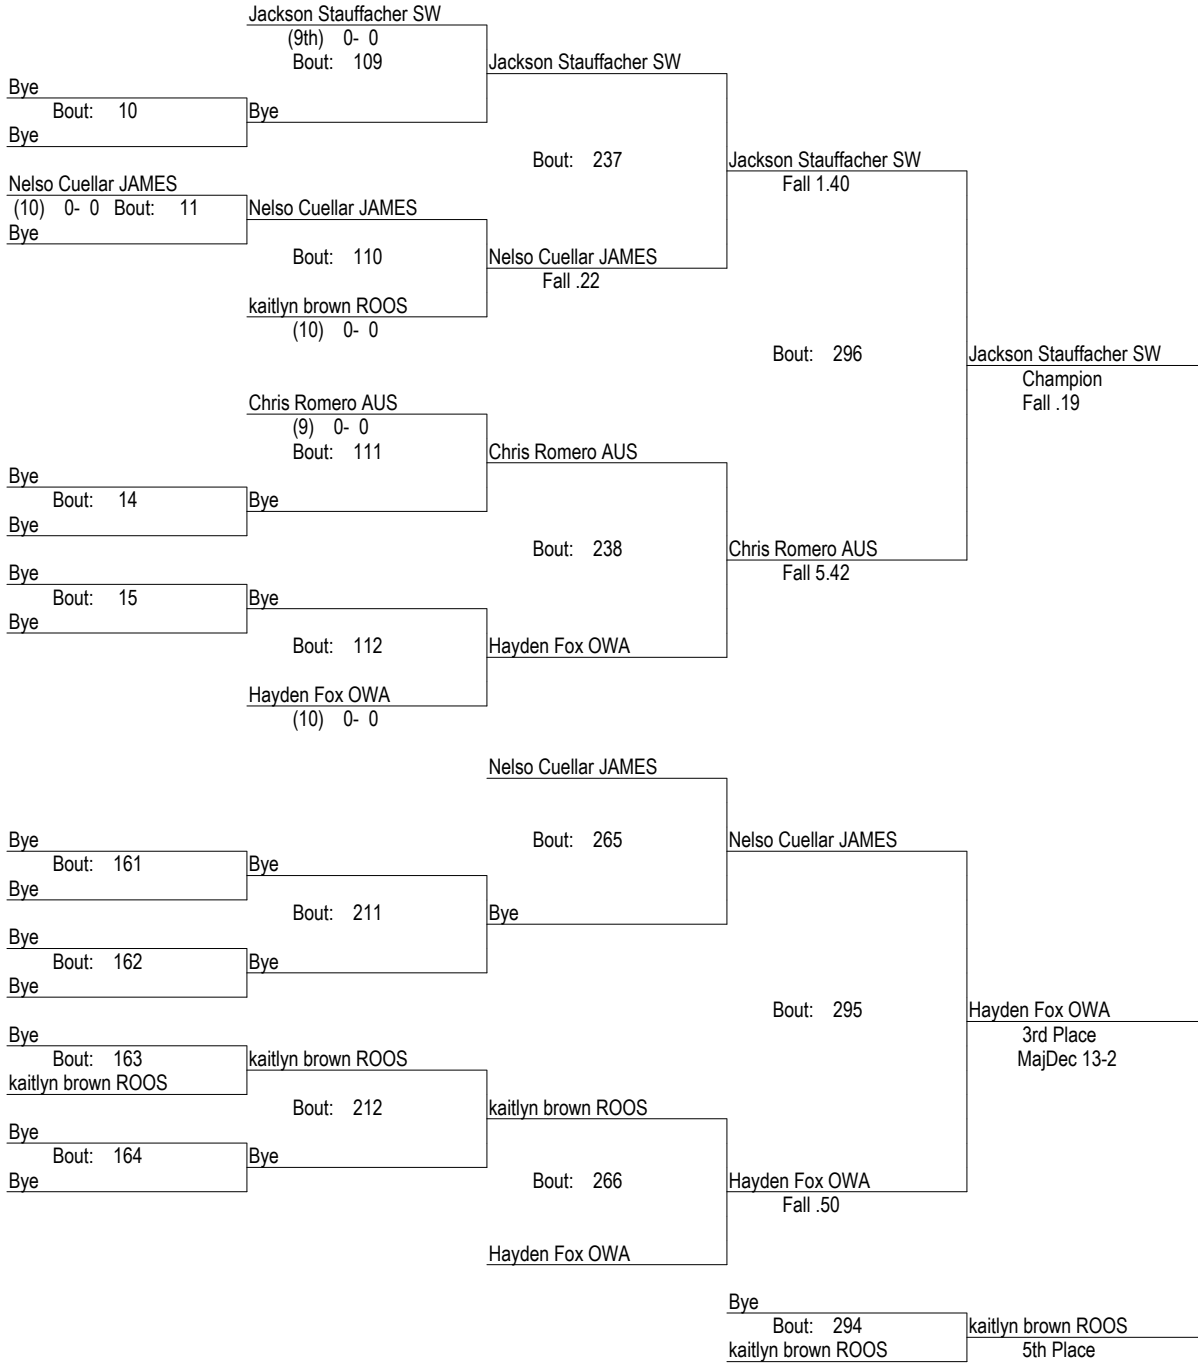 Jackson Stauffacher SW
(9th) 0- 0
Bout: 109
Jackson Stauffacher SW
Bye
Bout: 10
Bye
Bye
Bout: 237
Jackson Stauffacher SW
Fall 1.40
Nelso Cuellar JAMES
(10) 0- 0 Bout: 11
Nelso Cuellar JAMES
Bye
Bout: 110
Nelso Cuellar JAMES
Fall .22
kaitlyn brown ROOS
(10) 0- 0
Bout: 296
Jackson Stauffacher SW
Champion
Fall .19
Chris Romero AUS
(9) 0- 0
Bout: 111
Chris Romero AUS
Bye
Bout: 14
Bye
Bye
Bout: 238
Chris Romero AUS
Fall 5.42
Bye
Bout: 15
Bye
Bye
Bout: 112
Hayden Fox OWA
Hayden Fox OWA
(10) 0- 0
Nelso Cuellar JAMES
Bout: 265
Nelso Cuellar JAMES
Bye
Bout: 161
Bye
Bye
Bout: 211
Bye
Bye
Bout: 162
Bye
Bye
Bout: 295
Hayden Fox OWA
3rd Place
MajDec 13-2
Bye
Bout: 163
kaitlyn brown ROOS
kaitlyn brown ROOS
Bout: 212
kaitlyn brown ROOS
Bye
Bout: 164
Bye
Bye
Bout: 266
Hayden Fox OWA
Fall .50
Hayden Fox OWA
Bye
Bout: 294
kaitlyn brown ROOS
kaitlyn brown ROOS
5th Place